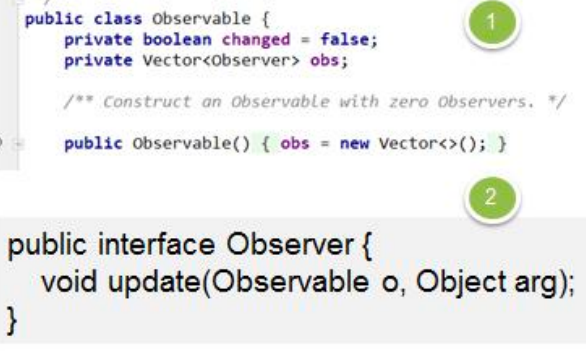 public class Observable {
1
private boolean changed = false;
private Vector<Observer> obs;
/** Construct an Observable with zero Observers. */
public Observable() { obs = new Vector<>(); }
2
public interface Observer {
void update(Observable o, Object arg);
}